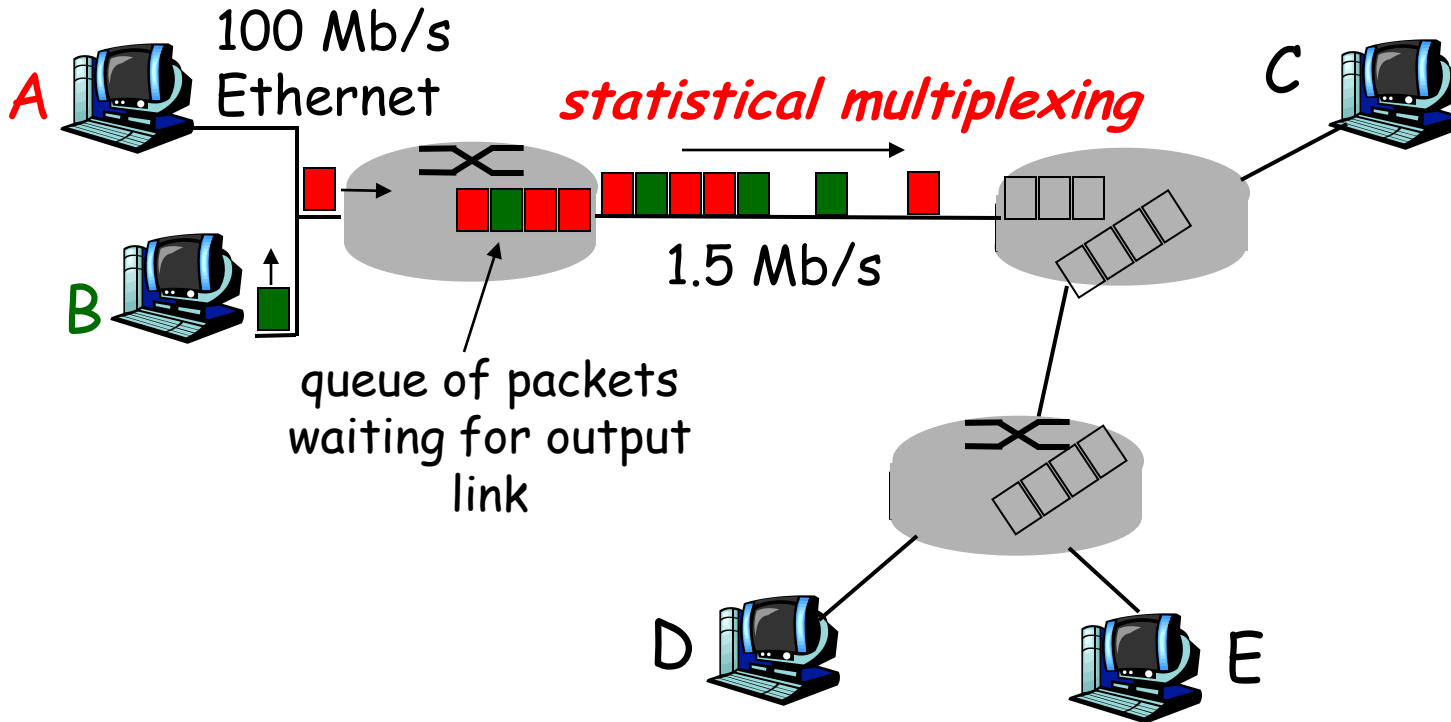 100 Mb/s
Ethernet
A
statistical multiplexing
C
1.5 Mb/s
B
queue of packets
waiting for output
link
D
E